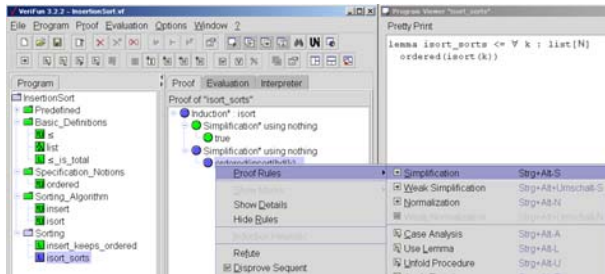 VeriFun 3.2.2 - InsertionSort.vf
Program Viewer "isort_sorts"
File Program Proof Evaluation Options Window ?
Pretty Print
lemma isort_sorts <= ∀ k : list[ℕ]
ordered(isort(k))
Program
Proof Evaluation Interpreter
InsertionSort
Predefined
Basic_Definitions
≤
list
≤_is_total
Specification_Notions
ordered
Sorting_Algorithm
insert
isort
Sorting
insert_keeps_ordered
isort_sorts
Proof of "isort_sorts"
Induction* : isort
Simplification* using nothing
true
Simplification* using nothing
Proof Rules
Show Details
Hide Rules
Refute
Disprove Sequent
Simplification Strg+Alt-S
Weak Simplification Strg+Alt+Umschalt-S
Normalization Strg+Alt-N
Case Analysis Strg+Alt-A
Use Lemma Strg+Alt-L
Unfold Procedure Strg+Alt-U